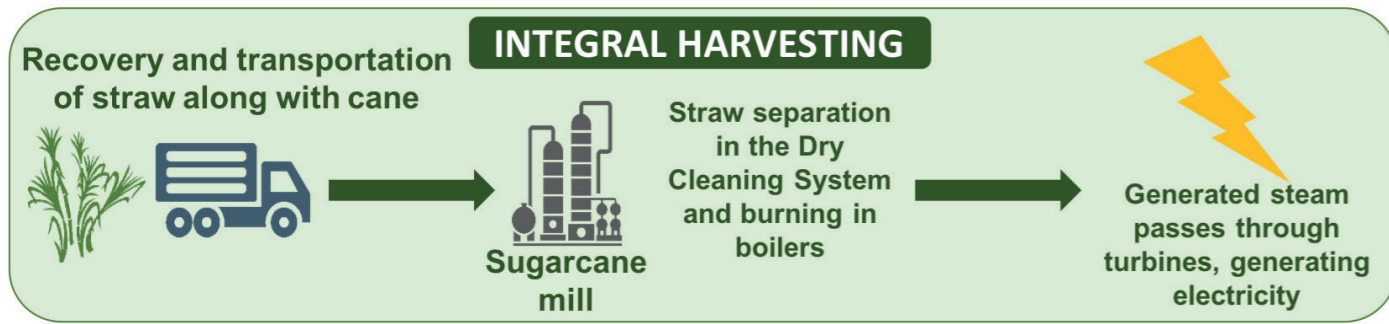 INTEGRAL HARVESTING
Recovery and transportation
of straw along with cane
Sugarcane
mill
Straw separation
in the Dry
Cleaning System
and burning in
boilers
Generated steam
passes through
turbines, generating
electricity